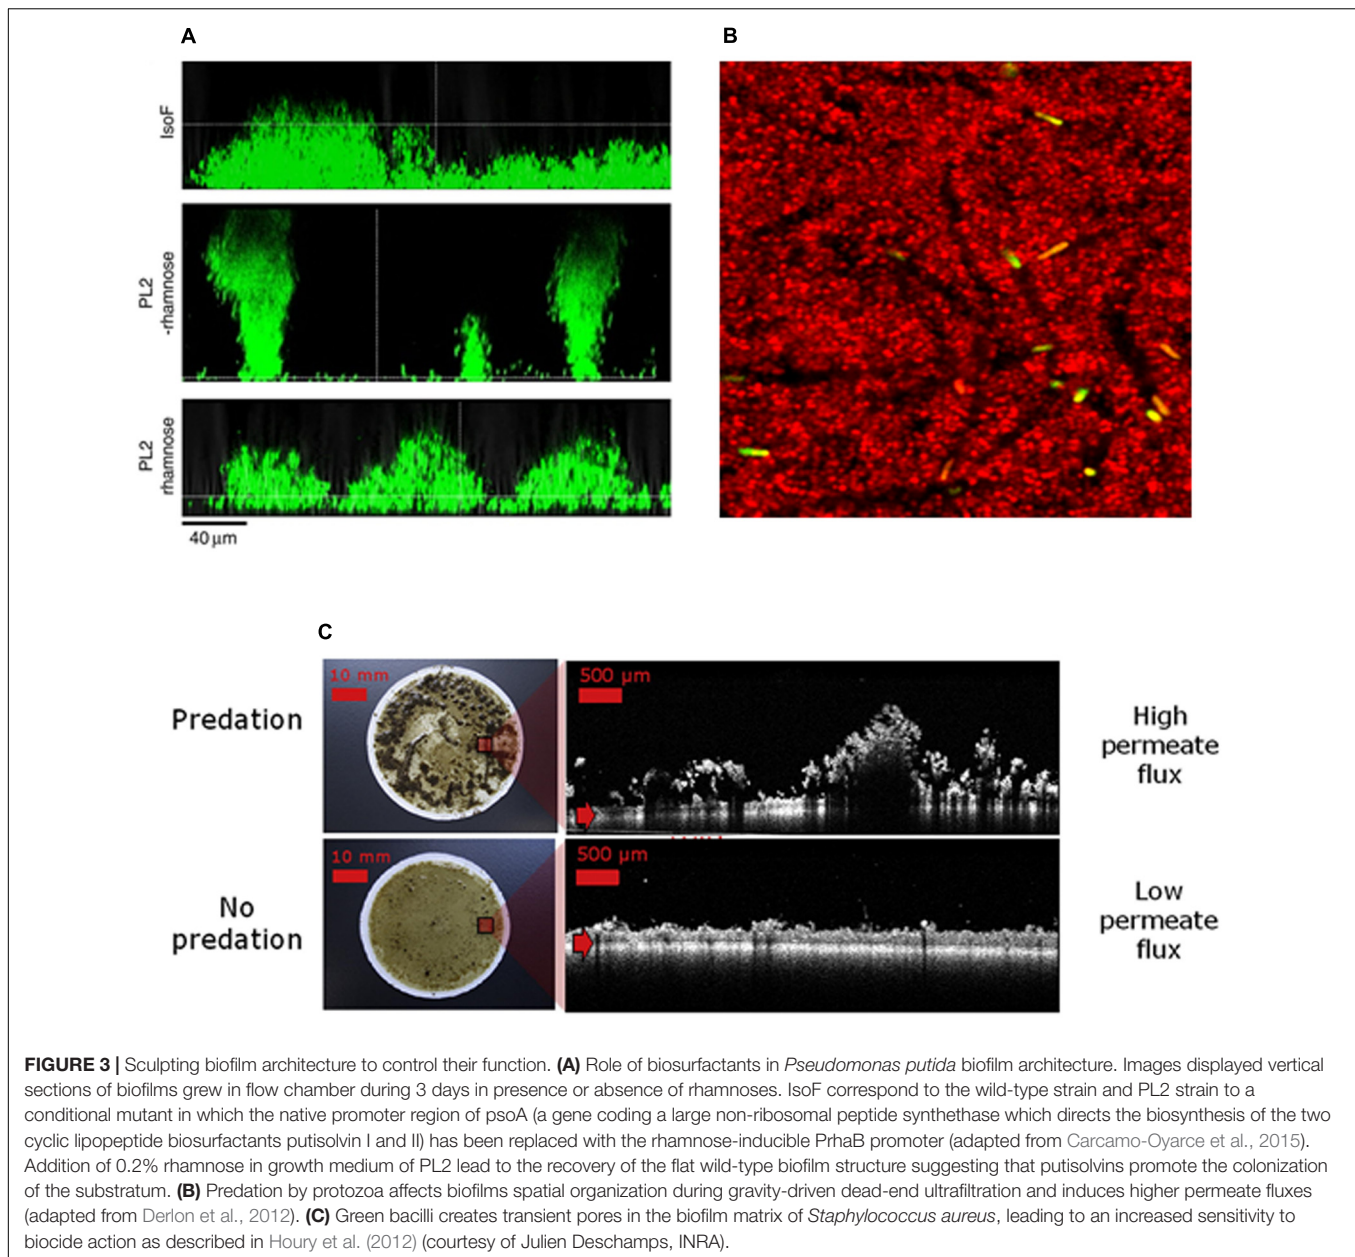 A
B
IsoF
PL2
-rhamnose
PL2
rhamnose
40 µm
C
Predation
10 mm
500 µm
High
permeate
flux
No
predation
10 mm
500 µm
Low
permeate
flux
FIGURE 3 | Sculpting biofilm architecture to control their function. (A) Role of biosurfactants in Pseudomonas putida biofilm architecture. Images displayed vertical
sections of biofilms grew in flow chamber during 3 days in presence or absence of rhamnoses. IsoF correspond to the wild-type strain and PL2 strain to a
conditional mutant in which the native promoter region of psoA (a gene coding a large non-ribosomal peptide synthethase which directs the biosynthesis of the two
cyclic lipopeptide biosurfactants putisolvin I and II) has been replaced with the rhamnose-inducible PrhaB promoter (adapted from Carcamo-Oyarce et al., 2015).
Addition of 0.2% rhamnose in growth medium of PL2 lead to the recovery of the flat wild-type biofilm structure suggesting that putisolvins promote the colonization
of the substratum. (B) Predation by protozoa affects biofilms spatial organization during gravity-driven dead-end ultrafiltration and induces higher permeate fluxes
(adapted from Derlon et al., 2012). (C) Green bacilli creates transient pores in the biofilm matrix of Staphylococcus aureus, leading to an increased sensitivity to
biocide action as described in Houry et al. (2012) (courtesy of Julien Deschamps, INRA).